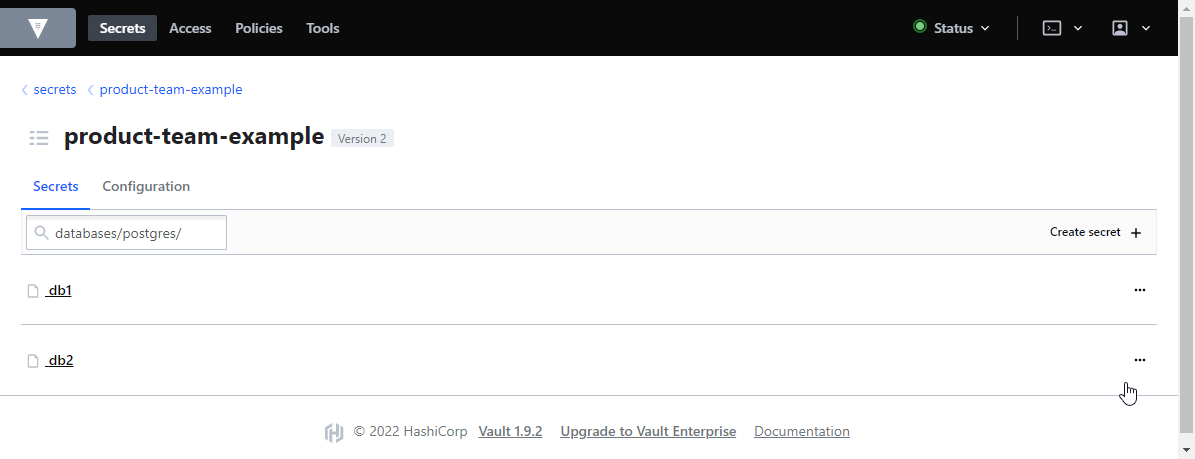 Secrets Access Policies Tools Status
secrets product-team-example
product-team-example Version 2
Secrets Configuration
databases/postgres/ Create secret +
db1 ...
db2 ...
© 2022 HashiCorp Vault 1.9.2 Upgrade to Vault Enterprise Documentation